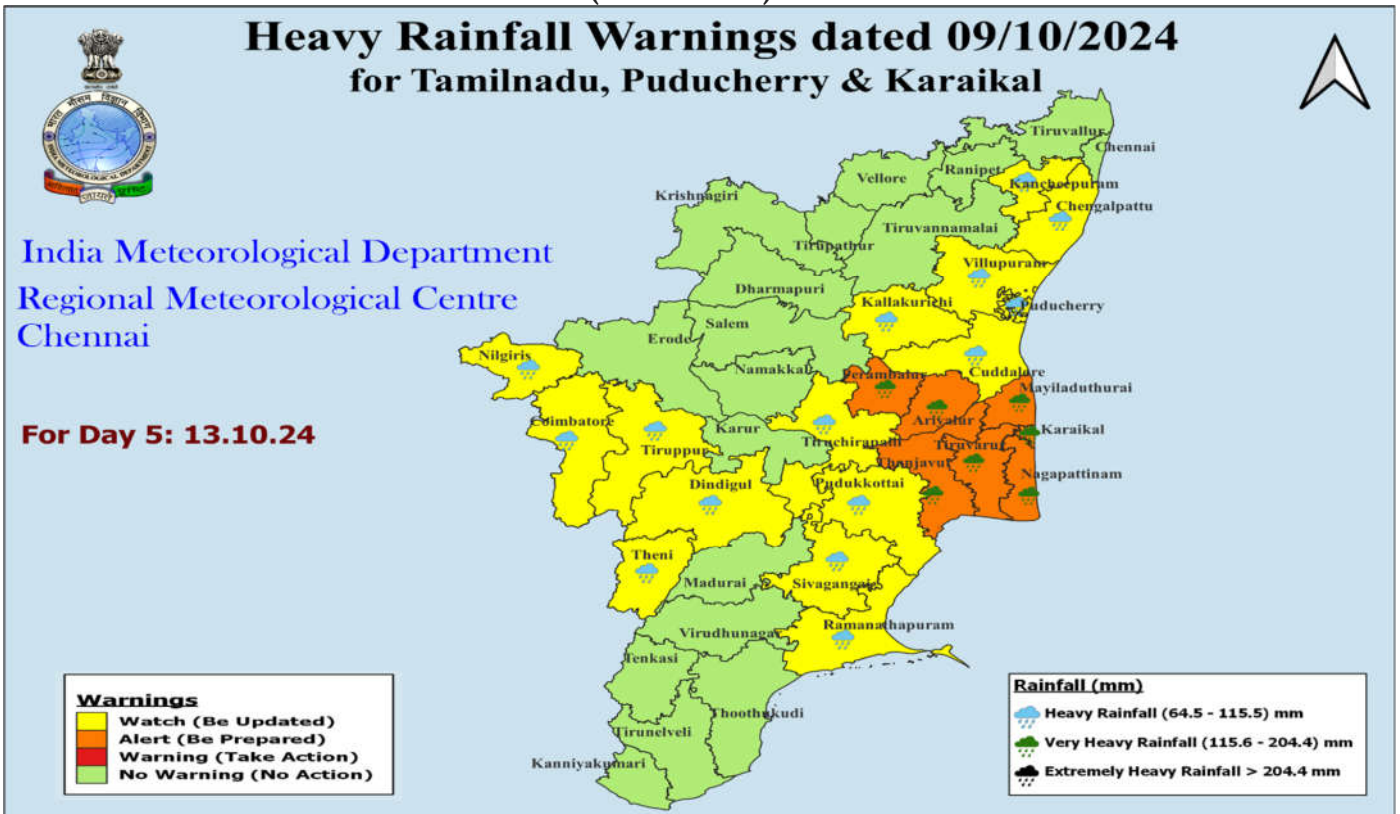 Heavy Rainfall Warnings dated 09/10/2024
for Tamilnadu, Puducherry & Karaikal
भारत मौसम विज्ञान विभाग
INDIA METEOROLOGICAL DEPARTMENT
India Meteorological Department
Regional Meteorological Centre
Chennai
For Day 5: 13.10.24
Tiruvallur
Chennai
Ranipet
Vellore
Kancheepuram
Krishnagiri
Chengalpattu
Tiruvannamalai
Tirupathur
Villupuram
Dharmapuri
Kallakurichi
Puducherry
Salem
Erode
Nilgiris
Namakkal
Perambalur
Cuddalore
Mayiladuthurai
Ariyalur
Coimbatore
Karur
Karaikal
Tiruppur
Tiruchirapalli
Tiruvarur
Thanjavur
Nagapattinam
Dindigul
Pudukkottai
Theni
Madurai
Sivagangai
Ramanathapuram
Virudhunagar
Tenkasi
Thoothukudi
Tirunelveli
Kanniyakumari
Warnings
Watch (Be Updated)
Alert (Be Prepared)
Warning (Take Action)
No Warning (No Action)
Rainfall (mm)
Heavy Rainfall (64.5 - 115.5) mm
Very Heavy Rainfall (115.6 - 204.4) mm
Extremely Heavy Rainfall > 204.4 mm